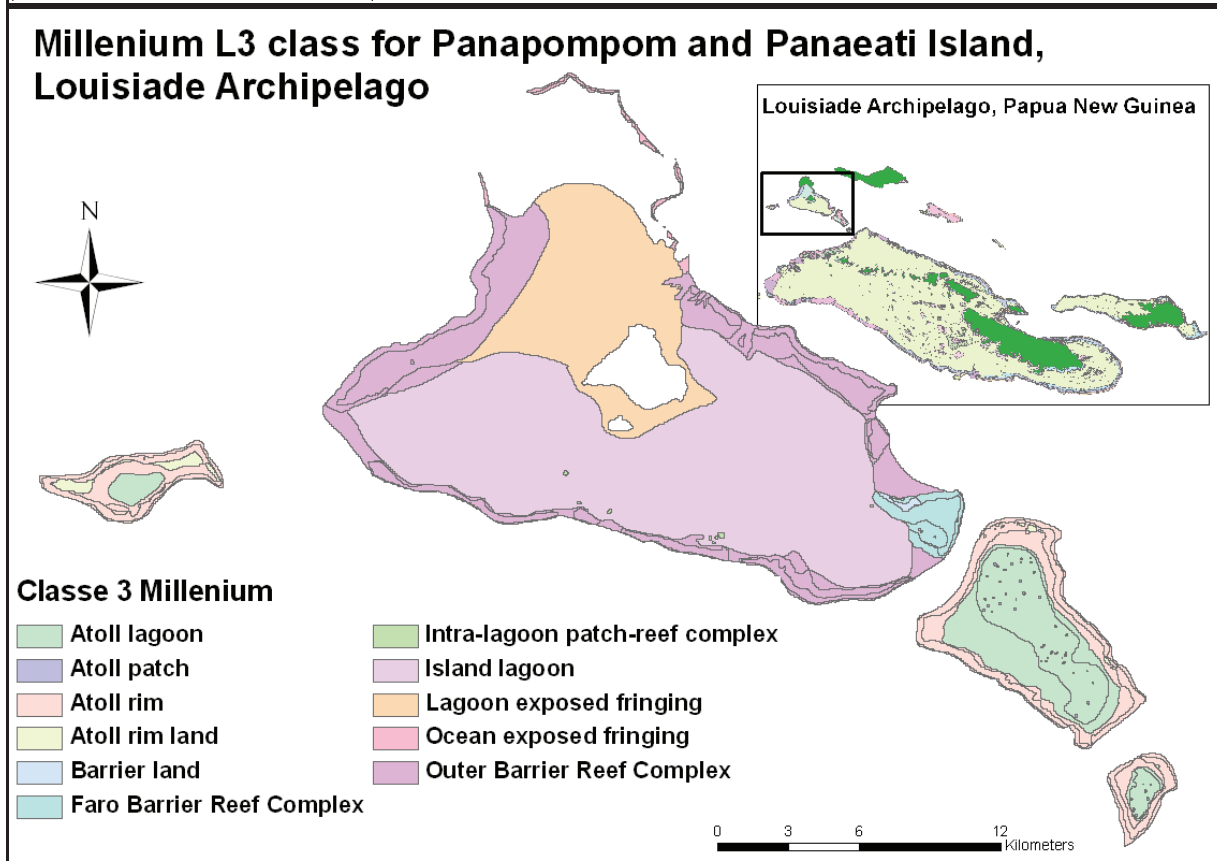 Millenium L3 class for Panapompom and Panaeati Island,
Louisiade Archipelago
Louisiade Archipelago, Papua New Guinea
N
Classe 3 Millenium
Atoll lagoon
Atoll patch
Atoll rim
Atoll rim land
Barrier land
Faro Barrier Reef Complex
Intra-lagoon patch-reef complex
Island lagoon
Lagoon exposed fringing
Ocean exposed fringing
Outer Barrier Reef Complex
0 3 6 12
Kilometers